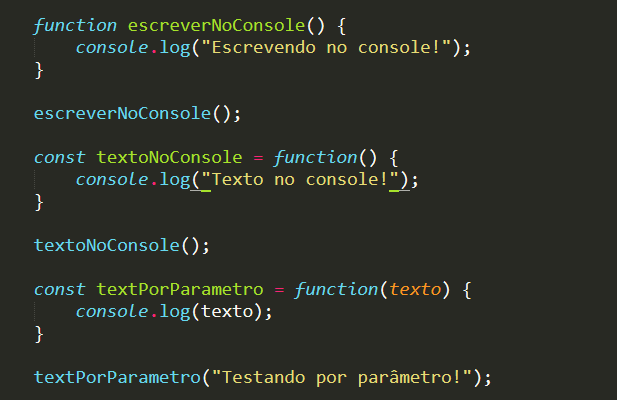 function escreverNoConsole() {
    console.log("Escrevendo no console!");
}

escreverNoConsole();

const textoNoConsole = function() {
    console.log("Texto no console!");
}

textoNoConsole();

const textPorParametro = function(texto) {
    console.log(texto);
}

textPorParametro("Testando por parâmetro!");